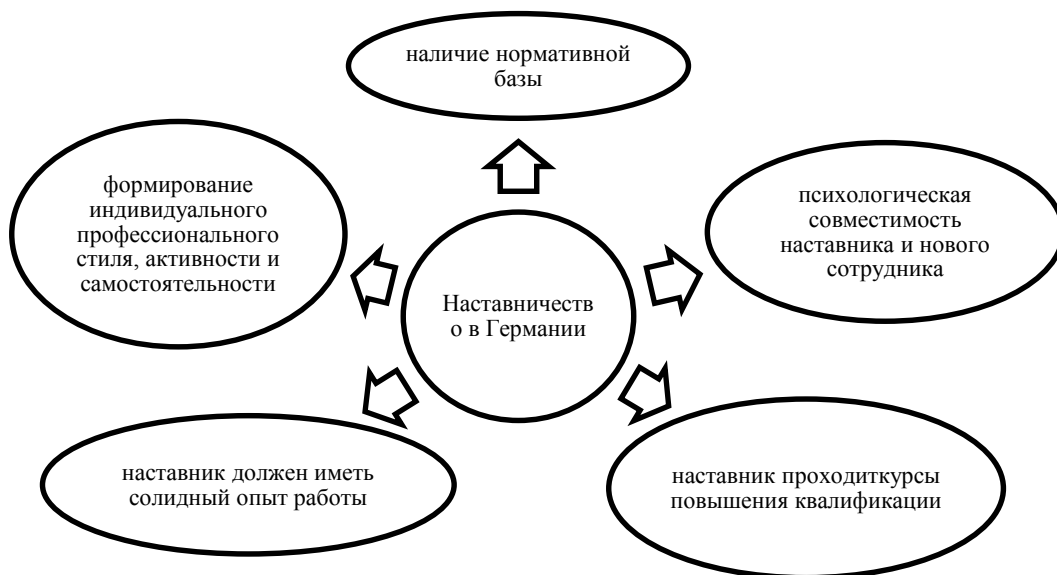 наличие нормативной
базы
формирование
индивидуального
профессионального
стиля, активности и
самостоятельности
психологическая
совместимость
наставника и нового
сотрудника
Наставничеств
о в Германии
наставник должен иметь
солидный опыт работы
наставник проходиткурсы
повышения квалификации